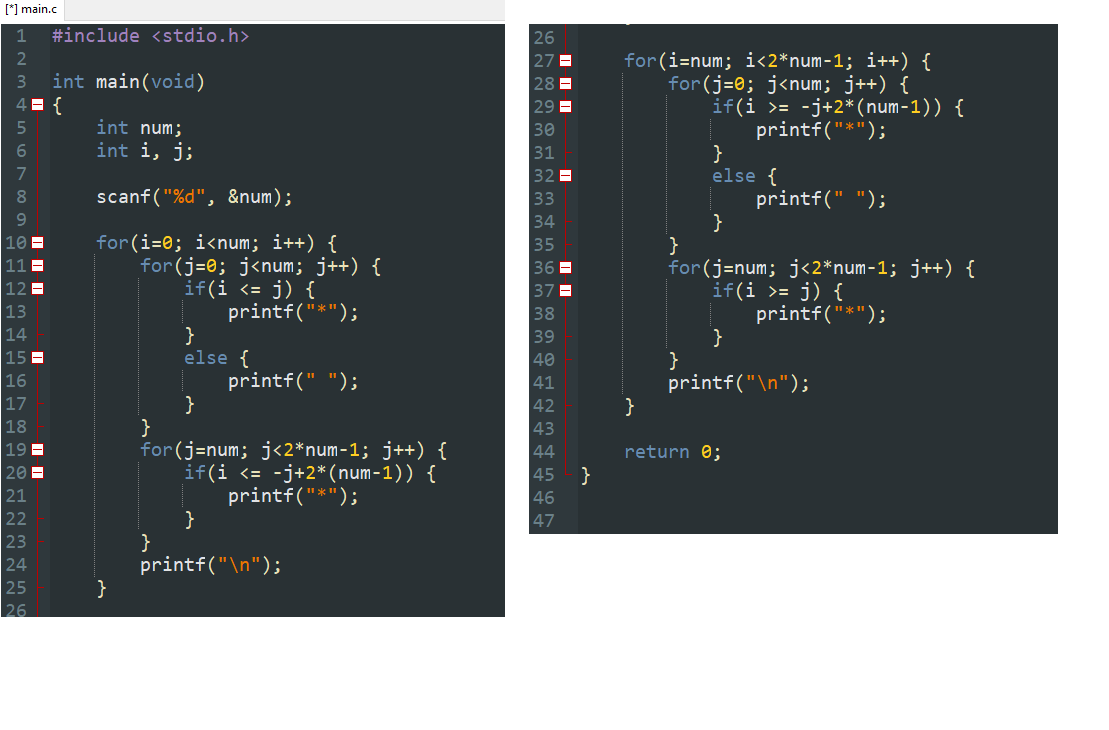 [*] main.c
1 #include <stdio.h>
2
3 int main(void)
4 {
5     int num;
6     int i, j;
7
8     scanf("%d", &num);
9
10     for(i=0; i<num; i++) {
11         for(j=0; j<num; j++) {
12             if(i <= j) {
13                 printf("*");
14             }
15             else {
16                 printf(" ");
17             }
18         }
19         for(j=num; j<2*num-1; j++) {
20             if(i <= -j+2*(num-1)) {
21                 printf("*");
22             }
23         }
24         printf("\n");
25     }
26
26
27     for(i=num; i<2*num-1; i++) {
28         for(j=0; j<num; j++) {
29             if(i >= -j+2*(num-1)) {
30                 printf("*");
31             }
32             else {
33                 printf(" ");
34             }
35         }
36         for(j=num; j<2*num-1; j++) {
37             if(i >= j) {
38                 printf("*");
39             }
40         }
41         printf("\n");
42     }
43
44     return 0;
45 }
46
47